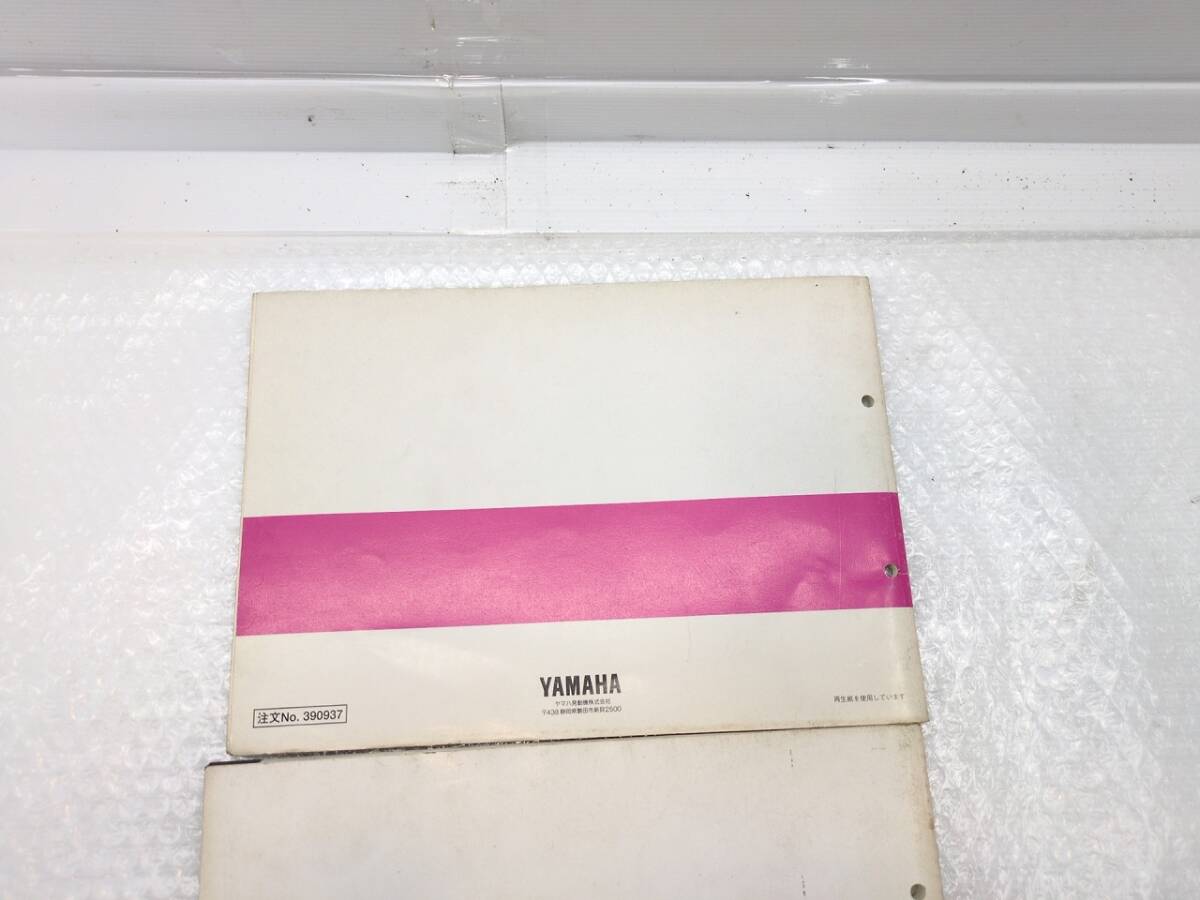 YAMAHA
ヤマハ発動機株式会社
〒438 静岡県磐田市新貝2500
注文No. 390937
再生紙を使用しています